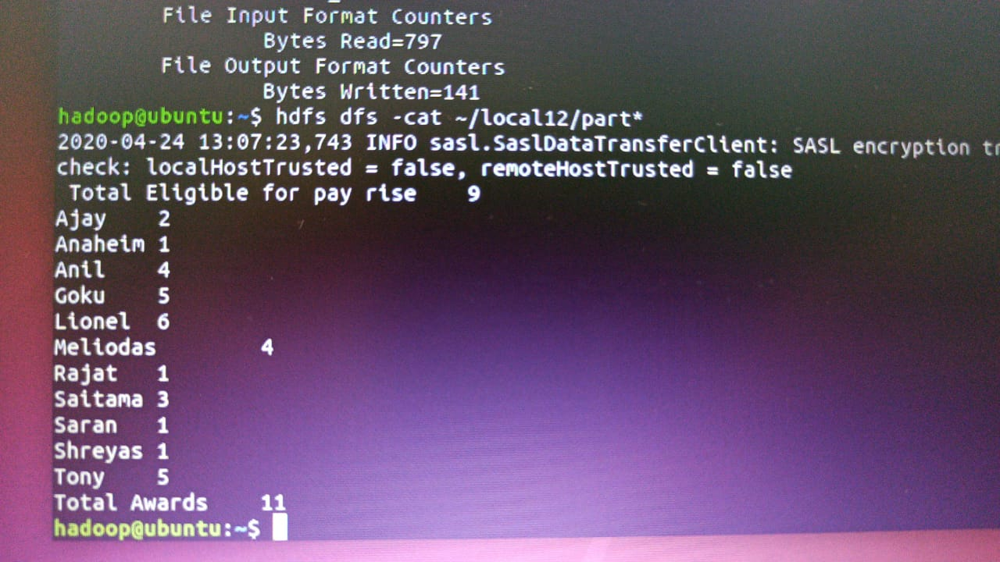 File Input Format Counters
Bytes Read=797
File Output Format Counters
Bytes Written=141
hadoop@ubuntu:~$ hdfs dfs -cat ~/local12/part*
2020-04-24 13:07:23,743 INFO sasl.SaslDataTransferClient: SASL encryption
check: localHostTrusted = false, remoteHostTrusted = false
Total Eligible for pay rise 9
Ajay 2
Anaheim 1
Anil 4
Goku 5
Lionel 6
Meliodas 4
Rajat 1
Saitama 3
Saran 1
Shreyas 1
Tony 5
Total Awards 11
hadoop@ubuntu:~$